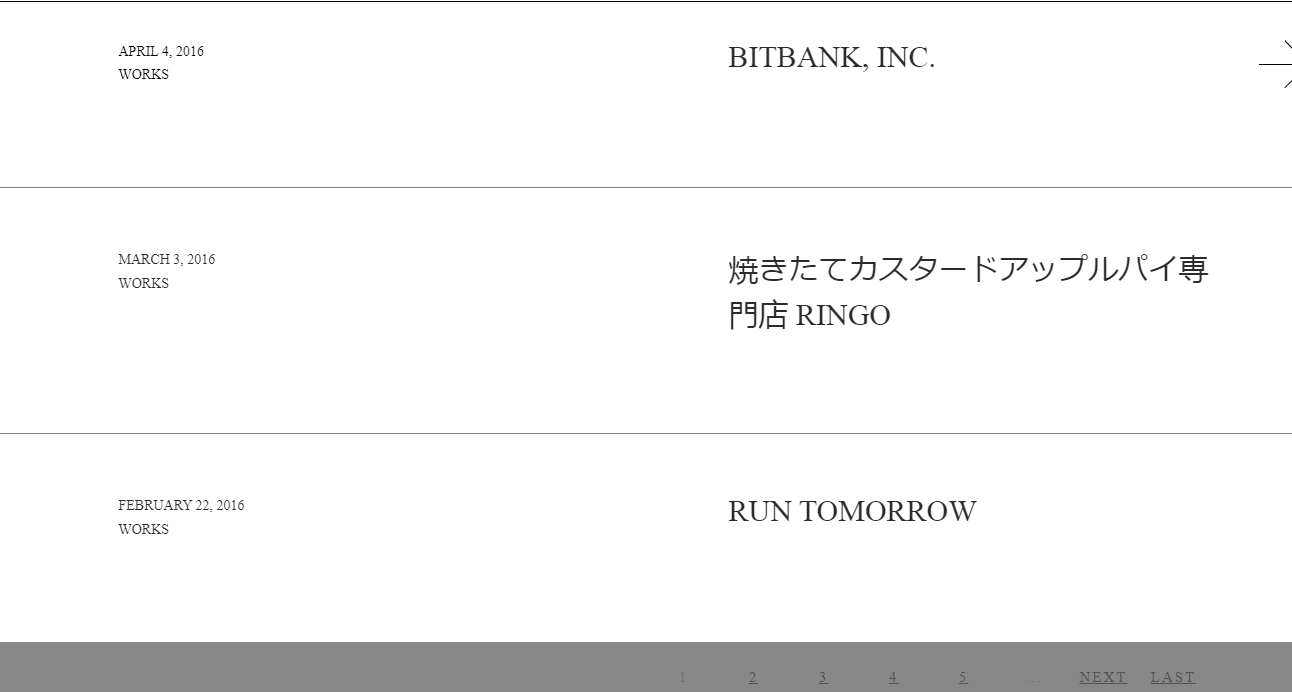 APRIL 4, 2016
WORKS
BITBANK, INC.
MARCH 3, 2016
WORKS
焼きたてカスタードアップルパイ専
門店 RINGO
FEBRUARY 22, 2016
WORKS
RUN TOMORROW
1 2 3 4 5 ... NEXT LAST